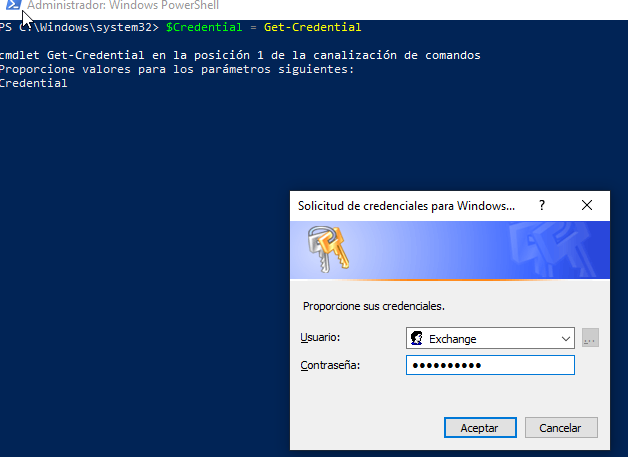 Administrador: Windows PowerShell
PS C:\Windows\system32> $Credential = Get-Credential
cmdlet Get-Credential en la posición 1 de la canalización de comandos
Proporcione valores para los parámetros siguientes:
Credential
Solicitud de credenciales para Windows... ?
Proporcione sus credenciales.
Usuario: Exchange ...
Contraseña: ●●●●●●●●●●
Aceptar Cancelar